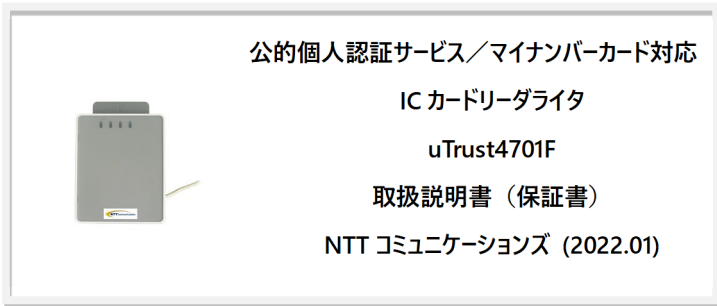 公的個人認証サービス／マイナンバーカード対応
IC カードリーダライタ
uTrust4701F
取扱説明書（保証書）
NTT コミュニケーションズ (2022.01)